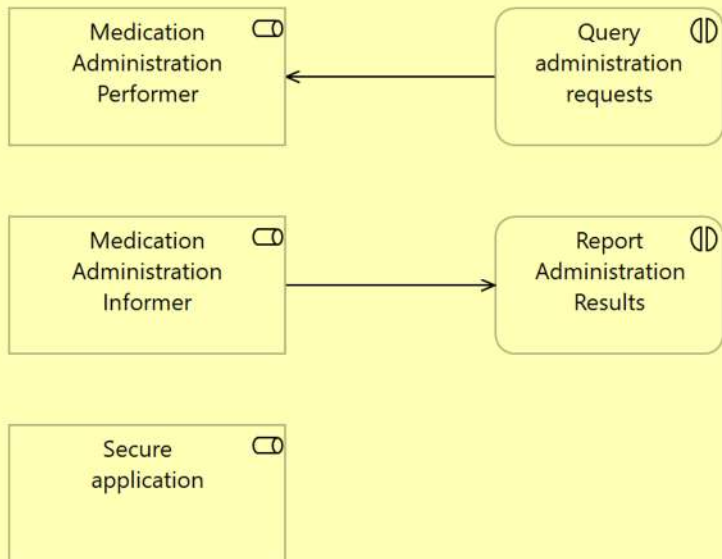 Medication
Administration
Performer
Query
administration
requests
Medication
Administration
Informer
Report
Administration
Results
Secure
application